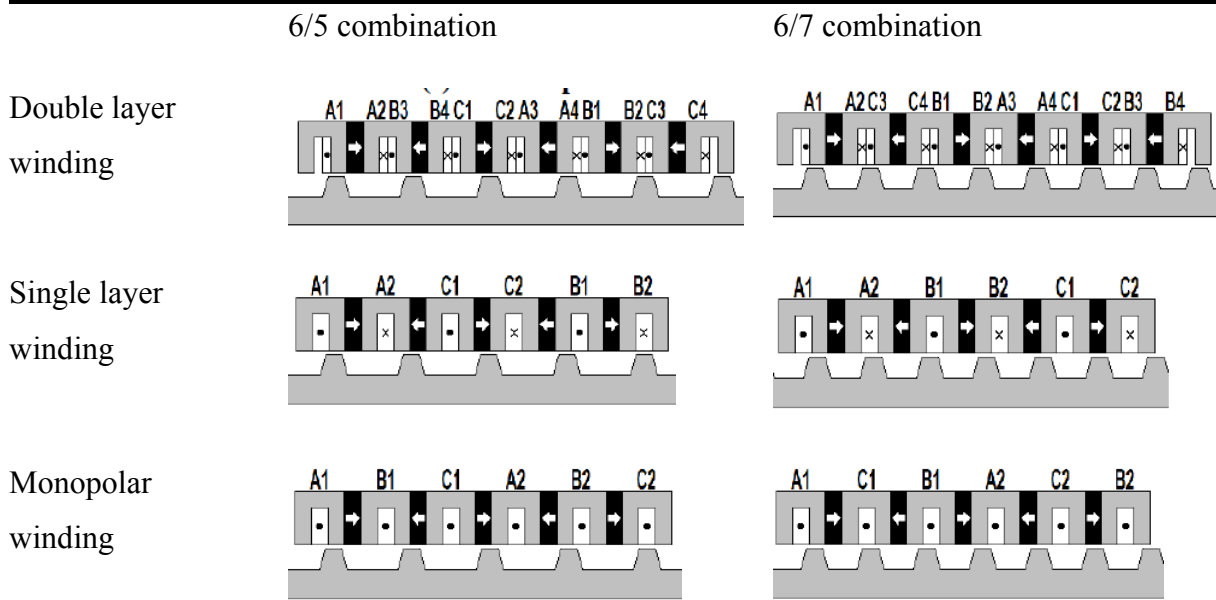 6/5 combination 6/7 combination
Double layer winding
A1 A2 B3 B4 C1 C2 A3 A4 B1 B2 C3 C4
A1 A2 C3 C4 B1 B2 A3 A4 C1 C2 B3 B4
Single layer winding
A1 A2 C1 C2 B1 B2
A1 A2 B1 B2 C1 C2
Monopolar winding
A1 B1 C1 A2 B2 C2
A1 C1 B1 A2 C2 B2